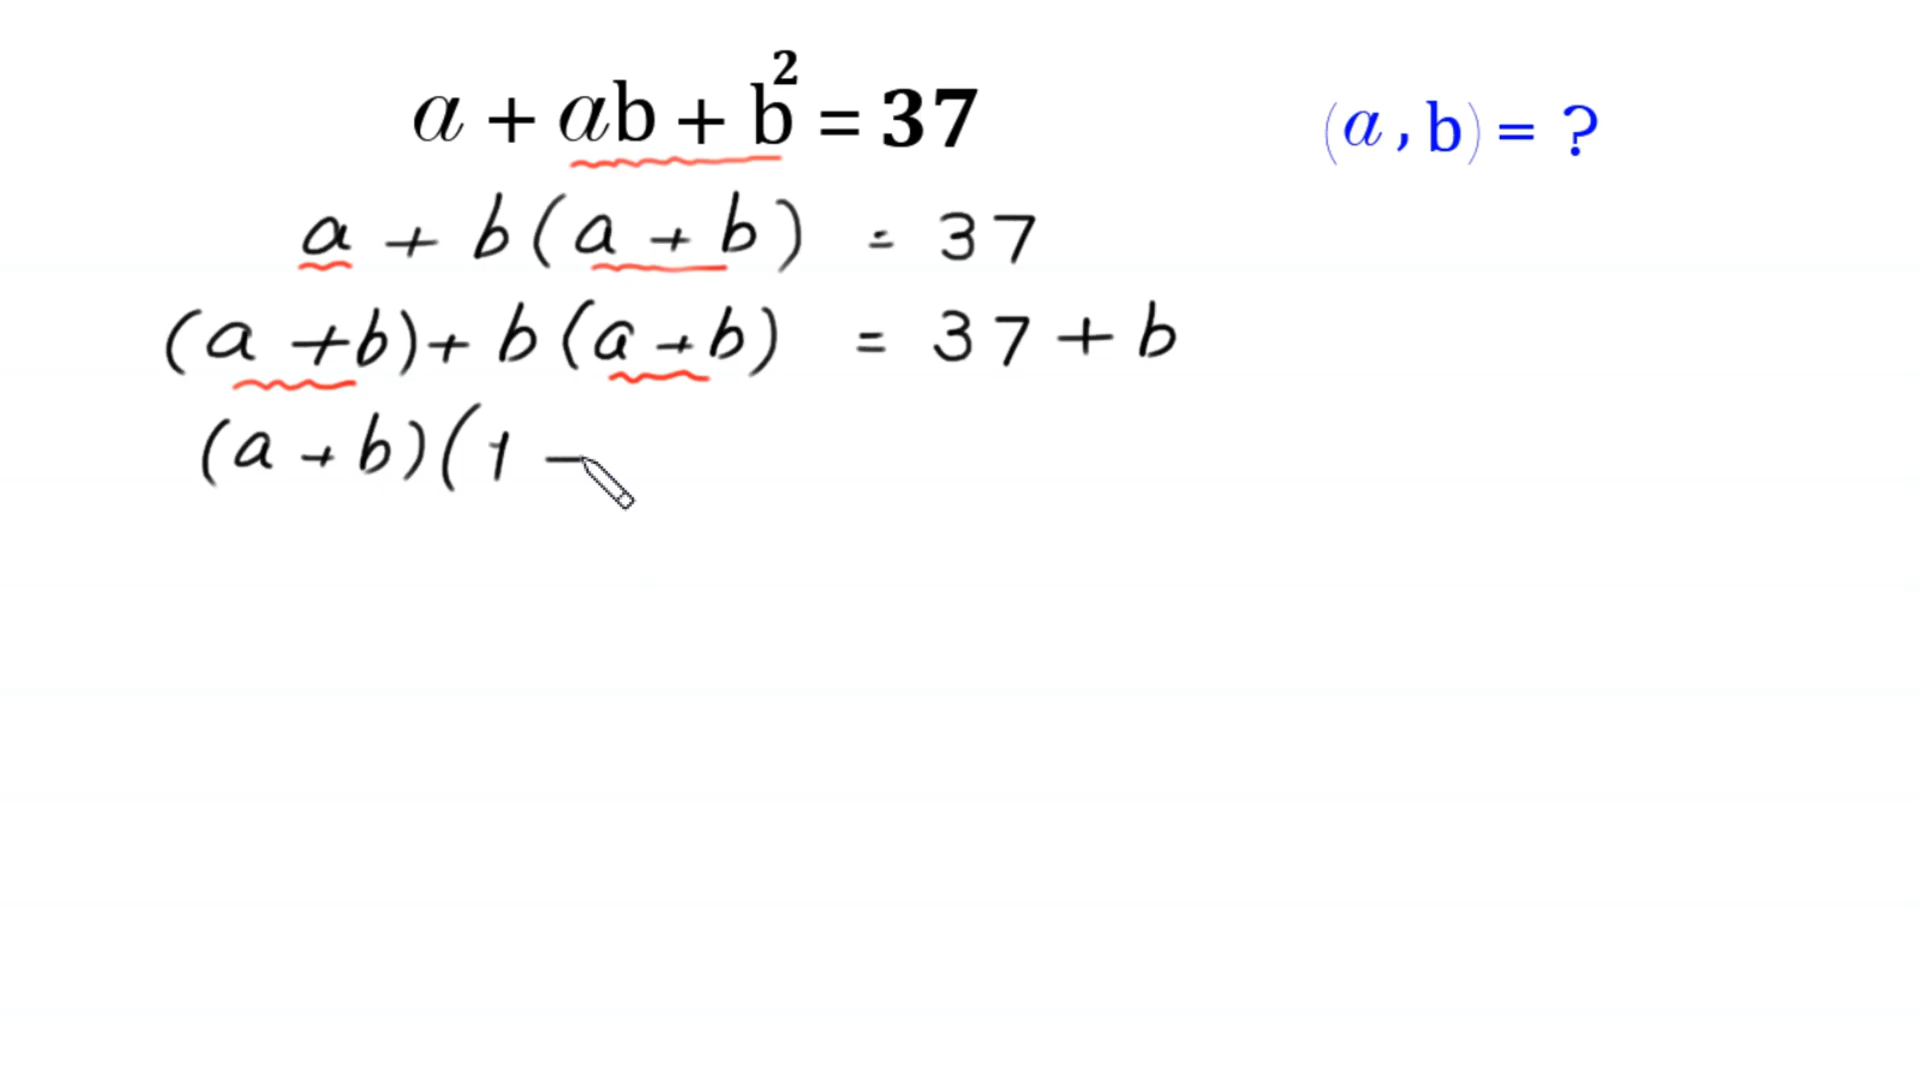 a + ab + b² = 37
(a, b) = ?
a + b(a + b) = 37
(a + b) + b(a + b) = 37 + b
(a + b)(1 -